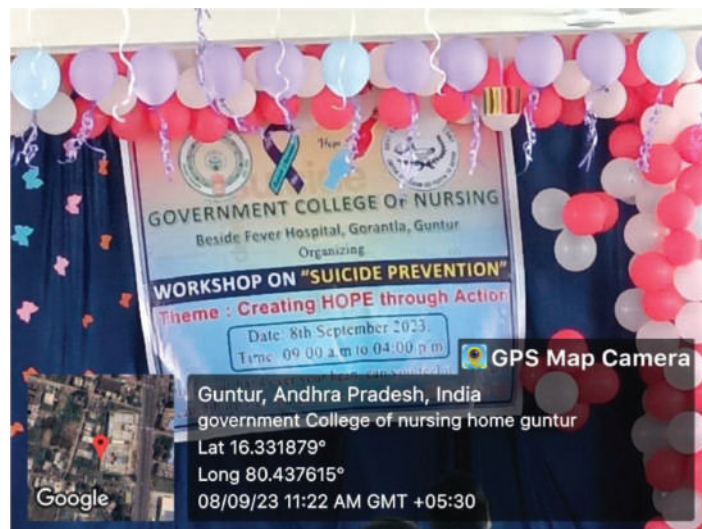 Hope
GOVERNMENT COLLEGE OF NURSING
Beside Fever Hospital, Gorantla, Guntur
Organizing
WORKSHOP ON "SUICIDE PREVENTION"
Theme : Creating HOPE through Action
Date: 8th September 2023.
Time: 09.00 a.m to 04:00 p.m
GPS Map Camera
Guntur, Andhra Pradesh, India
government College of nursing home guntur
Lat 16.331879°
Long 80.437615°
08/09/23 11:22 AM GMT +05:30
Google